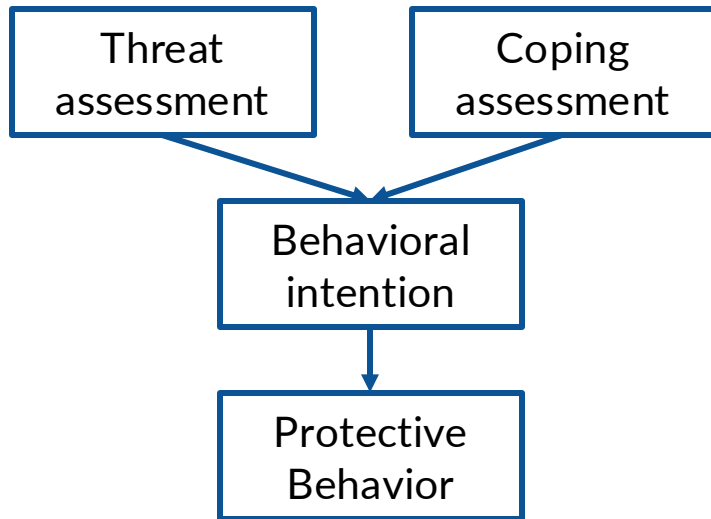 Threat
assessment
Coping
assessment
Behavioral
intention
Protective
Behavior